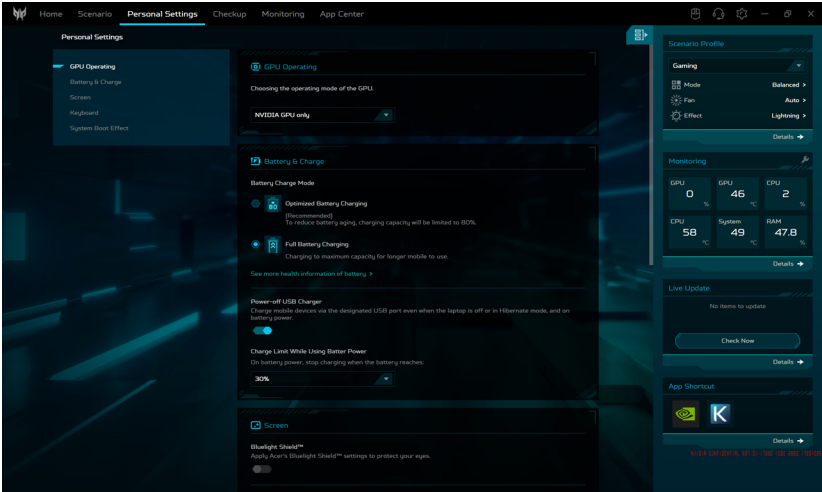 Home Scenario Personal Settings Checkup Monitoring App Center
Personal Settings
GPU Operating
Battery & Charge
Screen
Keyboard
System Boot Effect
GPU Operating
Choosing the operating mode of the GPU.
NVIDIA GPU only
Battery & Charge
Battery Charge Mode
80
Optimized Battery Charging
(Recommended)
To reduce battery aging, charging capacity will be limited to 80%.
Full Battery Charging
Charging to maximum capacity for longer mobile to use.
See more health information of battery >
Power-off USB Charger
Charge mobile devices via the designated USB port even when the laptop is off or in Hibernate mode, and on
battery power.
Charge Limit While Using Batter Power
On battery power, stop charging when the battery reaches:
30%
Screen
Bluelight Shield™
Apply Acer's Bluelight Shield™ settings to protect your eyes.
Scenario Profile
Gaming
Mode Balanced >
Fan Auto >
Effect Lightning >
Details
Monitoring
GPU GPU CPU
0 % 46 °C 2 %
CPU System RAM
58 °C 49 °C 47.8 %
Details
Live Update
No items to update
Check Now
Details
App Shortcut
K
Details